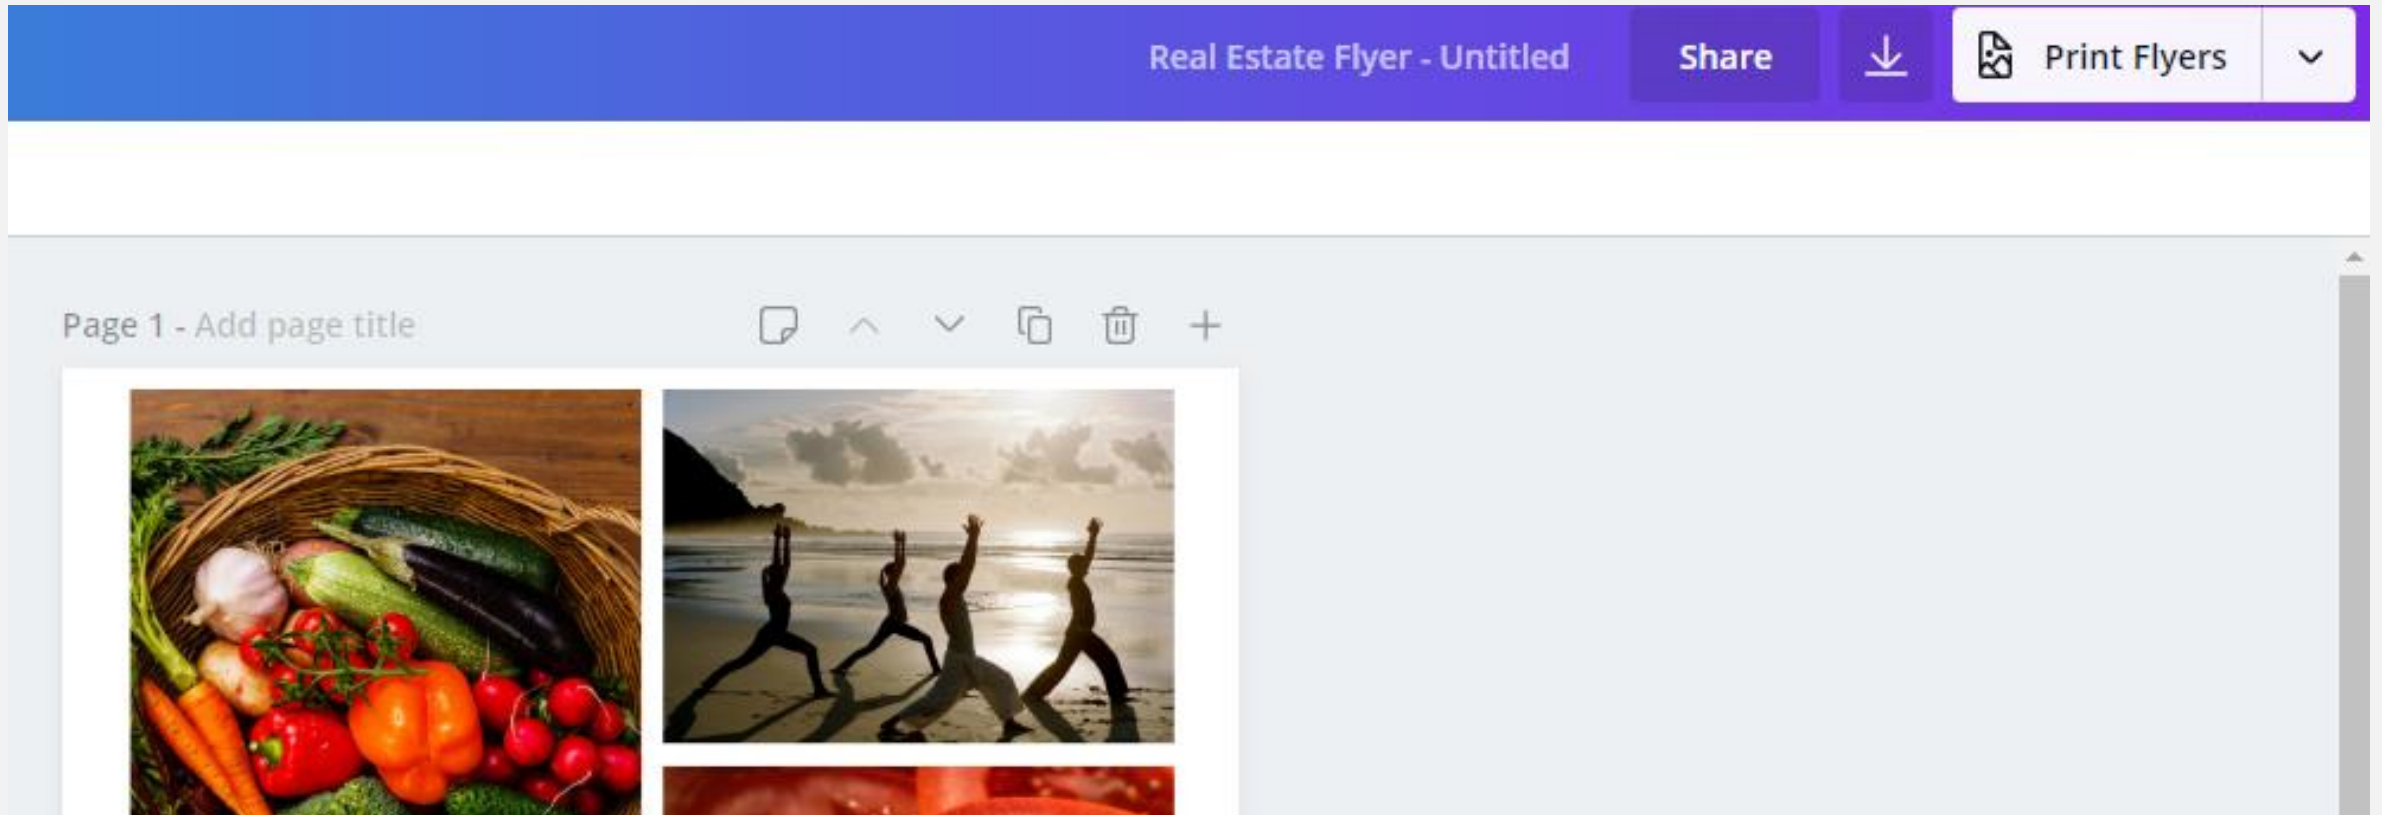 Real Estate Flyer - Untitled
Share
Print Flyers
Page 1 - Add page title